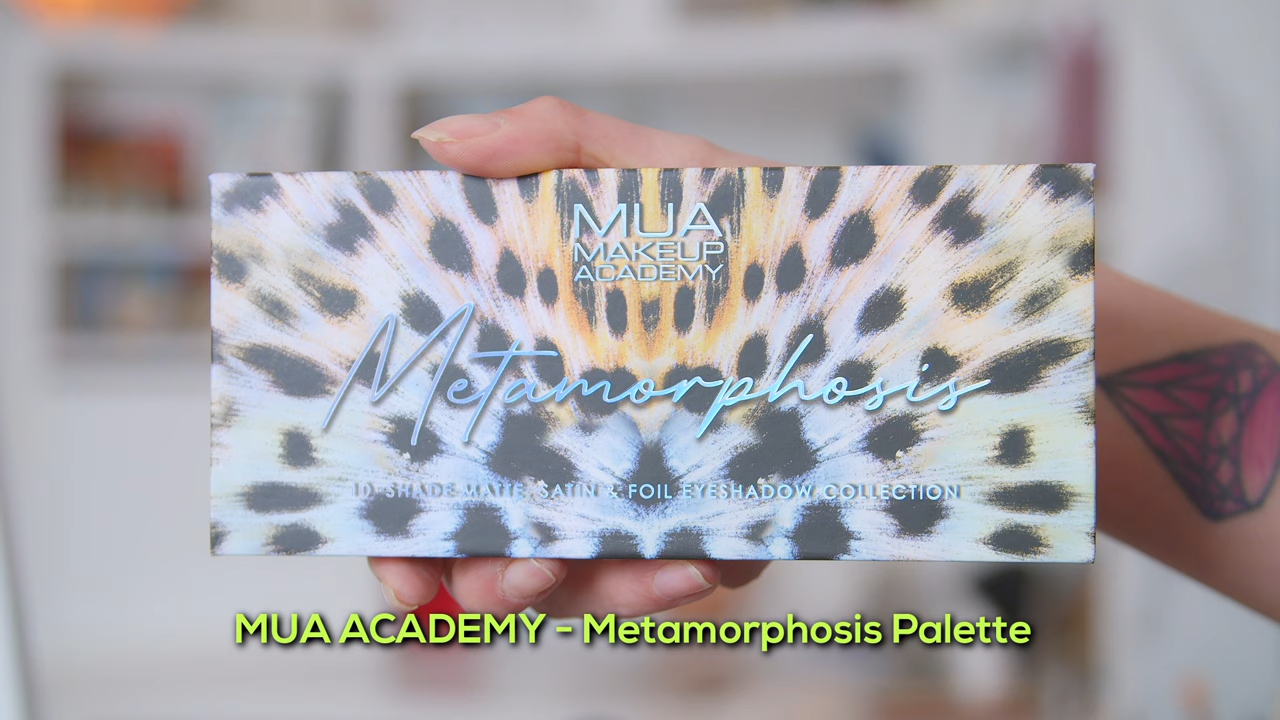 MUA
MAKEUP
ACADEMY
Metamorphosis
10 SHADE MATTE, SATIN & FOIL EYESHADOW COLLECTION
MUA ACADEMY - Metamorphosis Palette